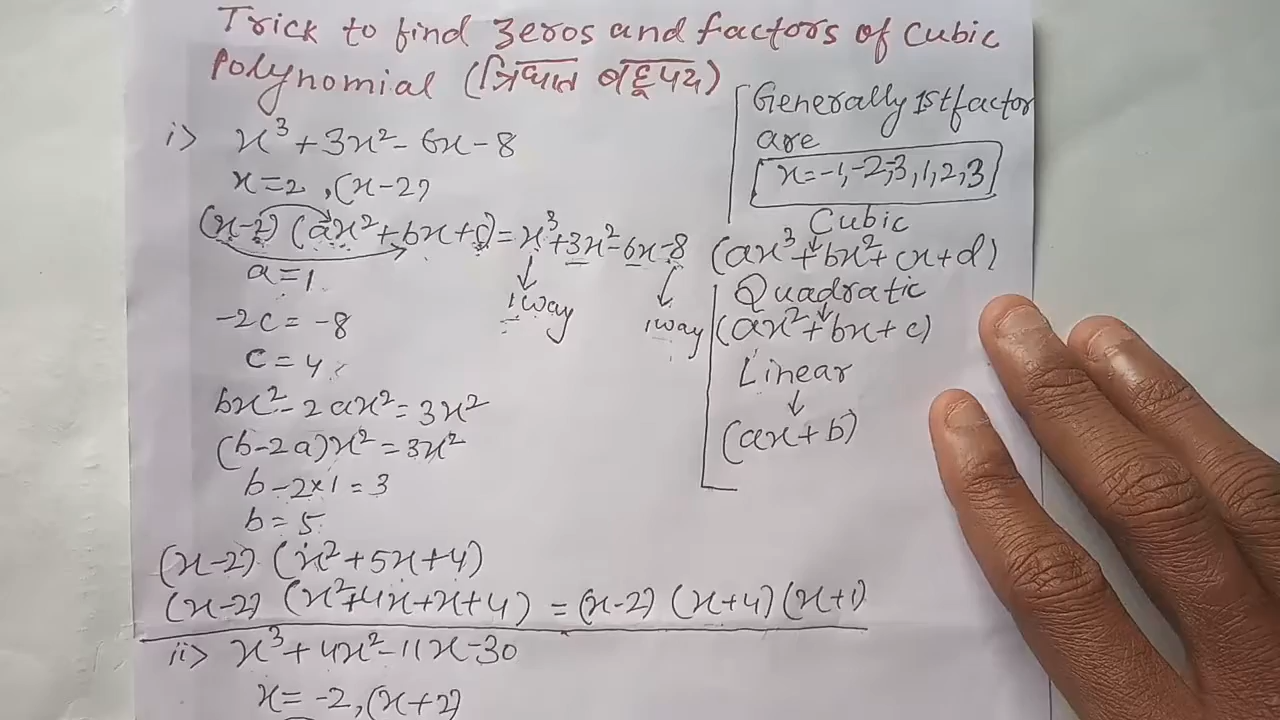 Trick to find zeros and factors of cubic
Polynomial (त्रिघात बहूपद)
Generally 1st factor
are
x=-1,-2,-3,1,2,3
i> x³+3x²-6x-8
x=2,(x-2)
(x-2)(ax²+bx+c)=x³+3x²-6x-8
a=1
1way
1way
-2c=-8
c=4
bx²-2ax²=3x²
(b-2a)x²=3x²
b-2×1=3
b=5
Cubic
↓
(ax³+bx²+cx+d)
Quadratic
↓
(ax²+bx+c)
Linear
↓
(ax+b)
(x-2)(x²+5x+4)
(x-2)(x²+4x+x+4)=(x-2)(x+4)(x+1)
ii> x³+4x²-11x-30
x=-2,(x+2)